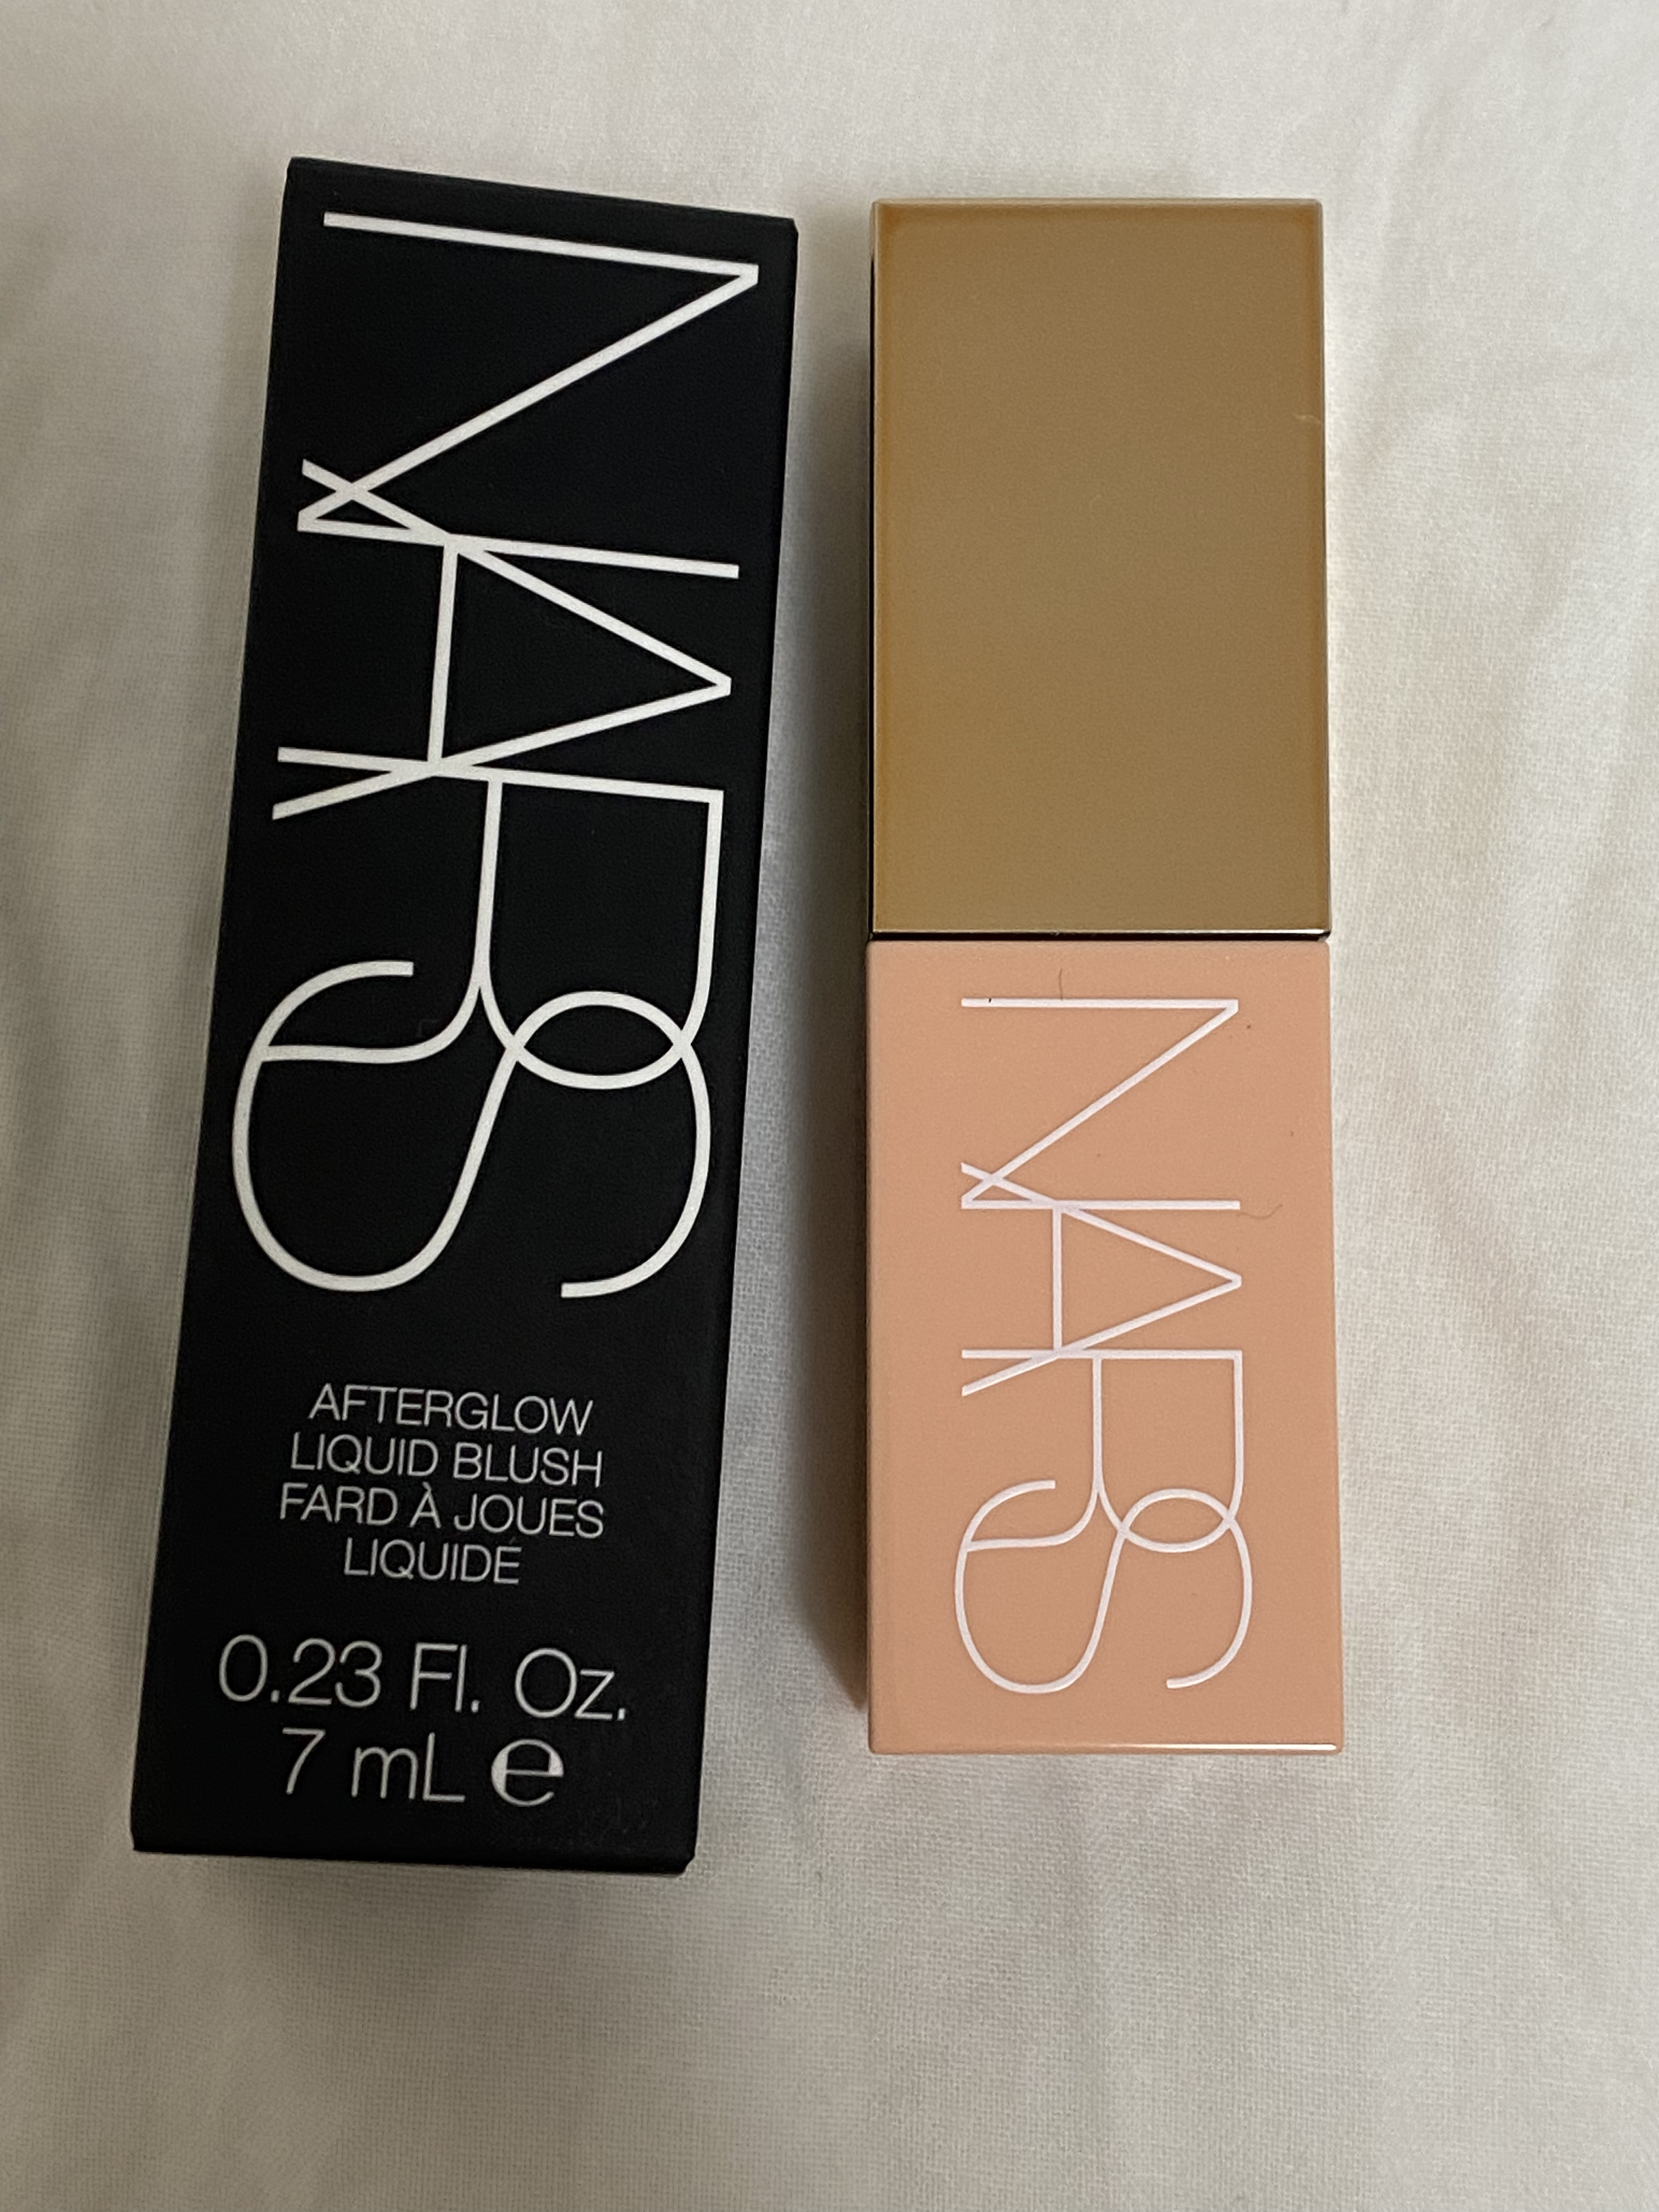 NARS
AFTERGLOW
LIQUID BLUSH
FARD À JOUES
LIQUIDE
0.23 Fl. Oz.
7 mL e
NARS